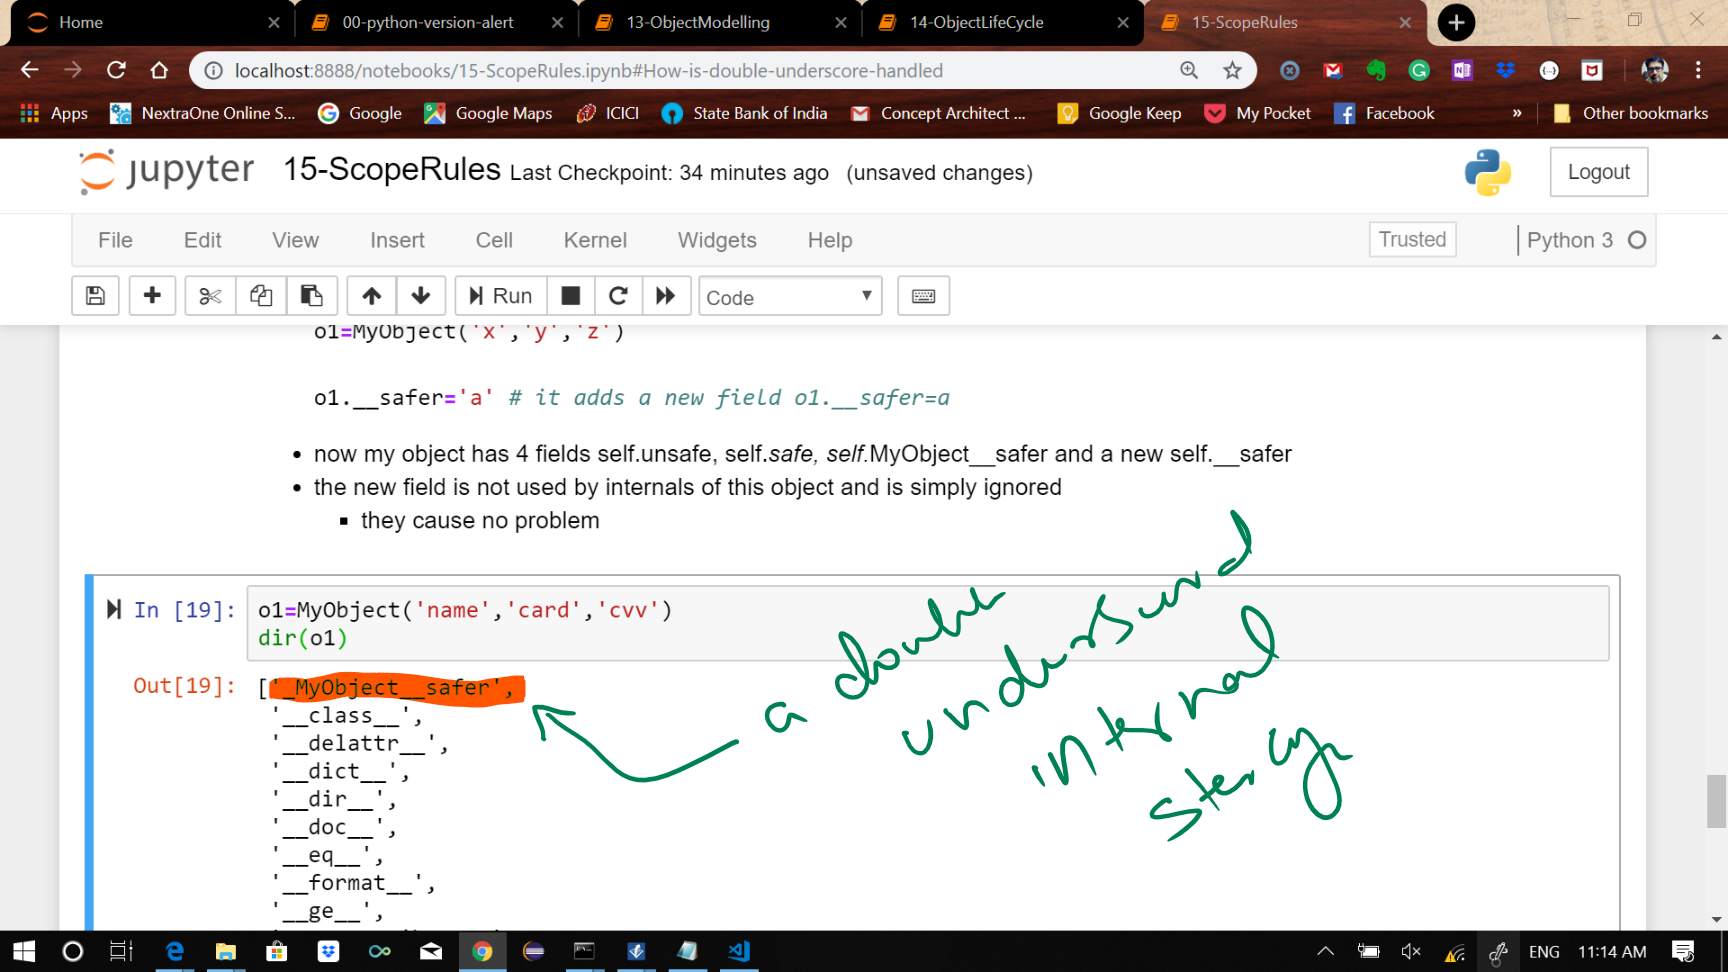 Home
00-python-version-alert
13-ObjectModelling
14-ObjectLifeCycle
15-ScopeRules
localhost:8888/notebooks/15-ScopeRules.ipynb#How-is-double-underscore-handled
Apps
NextraOne Online S...
Google
Google Maps
ICICI
State Bank of India
Concept Architect ...
Google Keep
My Pocket
Facebook
»
Other bookmarks
jupyter 15-ScopeRules Last Checkpoint: 34 minutes ago (unsaved changes)
Logout
File Edit View Insert Cell Kernel Widgets Help
Trusted
Python 3
Run
Code
o1=MyObject('x','y','z')
o1.__safer='a' # it adds a new field o1.__safer=a
• now my object has 4 fields self.unsafe, self.safe, self.MyObject__safer and a new self.__safer
• the new field is not used by internals of this object and is simply ignored
▪ they cause no problem
In [19]: o1=MyObject('name','card','cvv')
dir(o1)
Out[19]: ['_MyObject__safer',
'__class__',
'__delattr__',
'__dict__',
'__dir__',
'__doc__',
'__eq__',
'__format__',
'__ge__',
a double
internal
ENG
11:14 AM